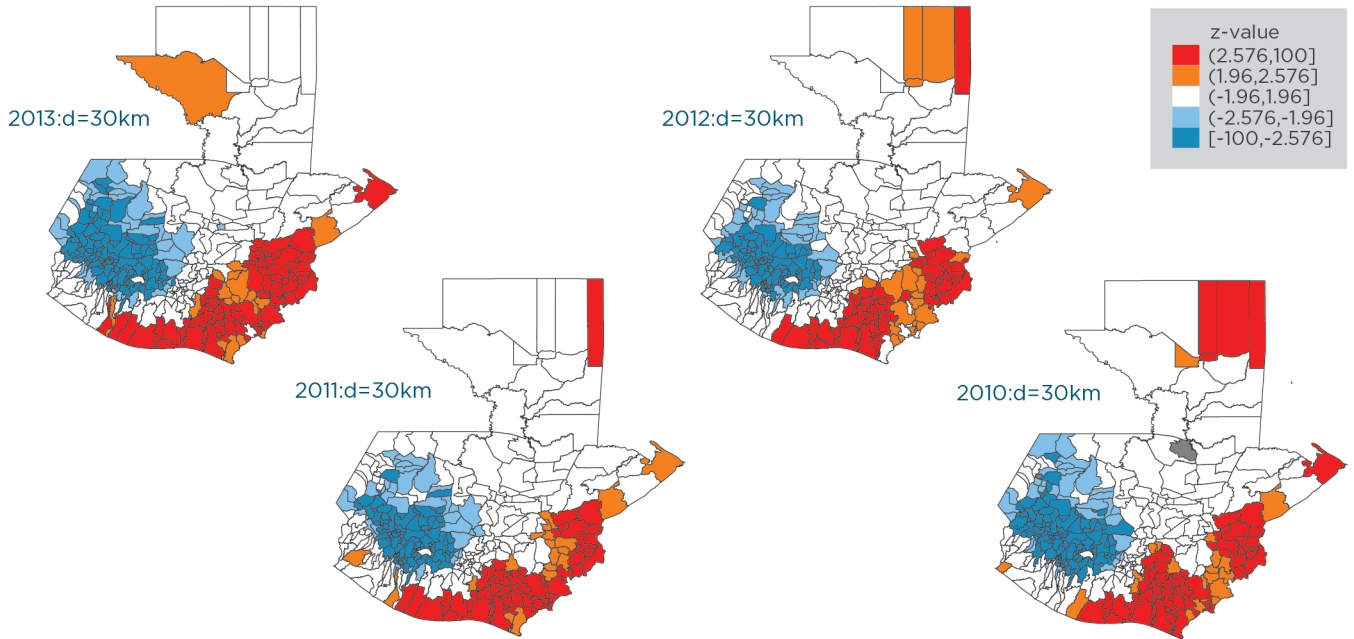 z-value
(2.576,100]
(1.96,2.576]
(-1.96,1.96]
(-2.576,-1.96]
[-100,-2.576]
2013:d=30km
2012:d=30km
2011:d=30km
2010:d=30km